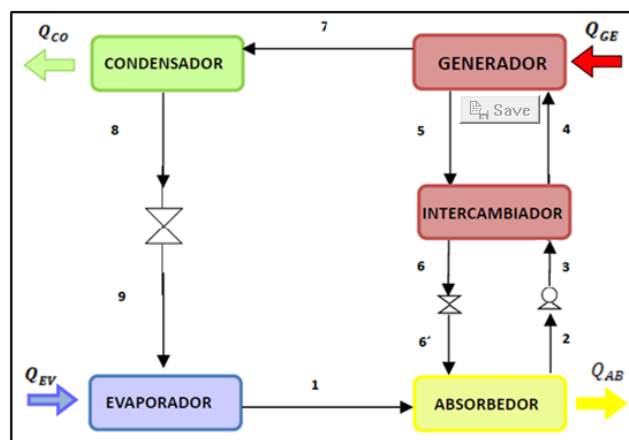 Q_CO
7
Q_GE
CONDENSADOR
GENERADOR
Save
8
5
4
INTERCAMBIADOR
6
3
9
6´
2
Q_EV
1
Q_AB
EVAPORADOR
ABSORBEDOR